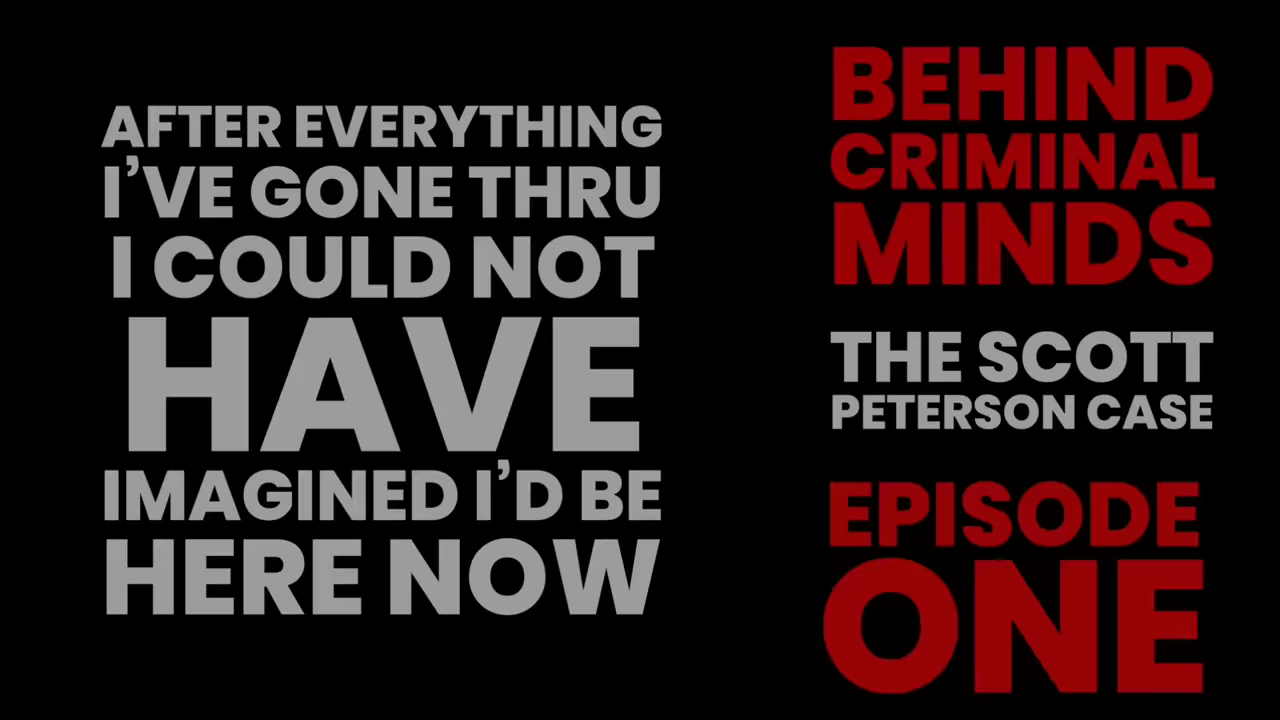 AFTER EVERYTHING
I'VE GONE THRU
I COULD NOT
HAVE
IMAGINED I'D BE
HERE NOW
BEHIND
CRIMINAL
MINDS
THE SCOTT
PETERSON CASE
EPISODE
ONE